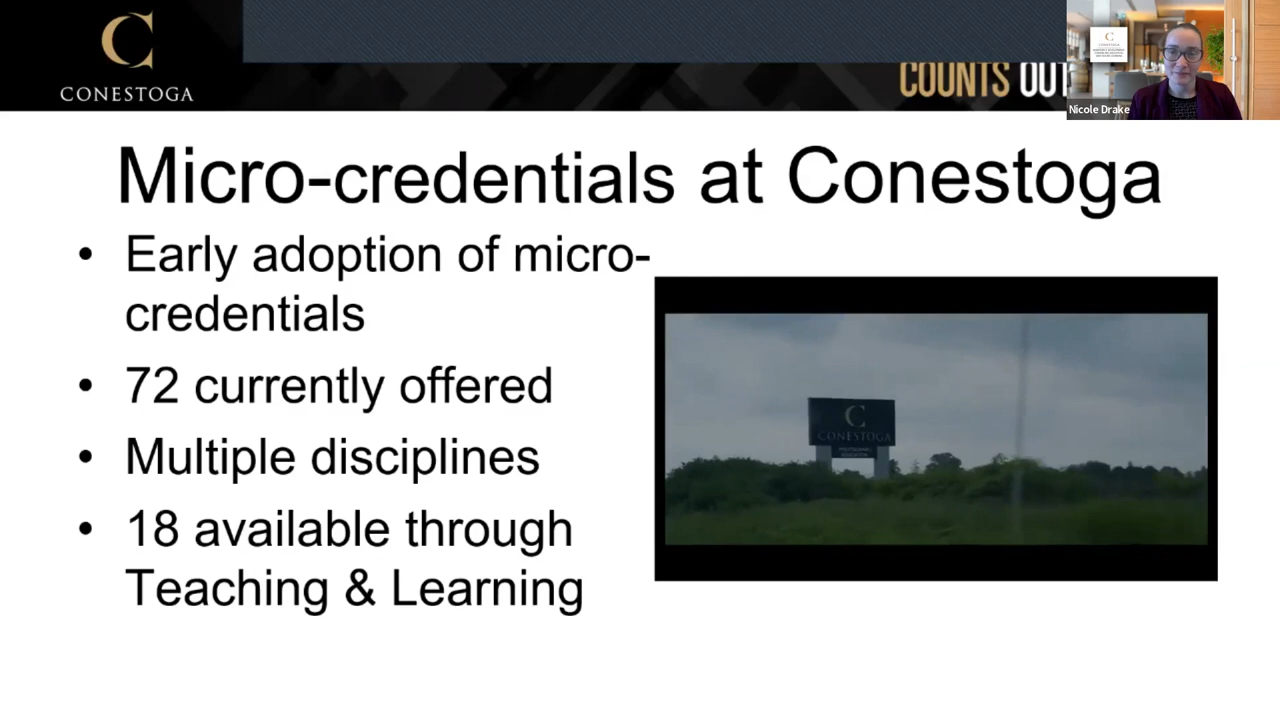 C
CONESTOGA
COUNTS OUT
Nicole Drake
Micro-credentials at Conestoga
• Early adoption of micro-
credentials
• 72 currently offered
• Multiple disciplines
• 18 available through
Teaching & Learning
C
CONESTOGA
C
CONESTOGA